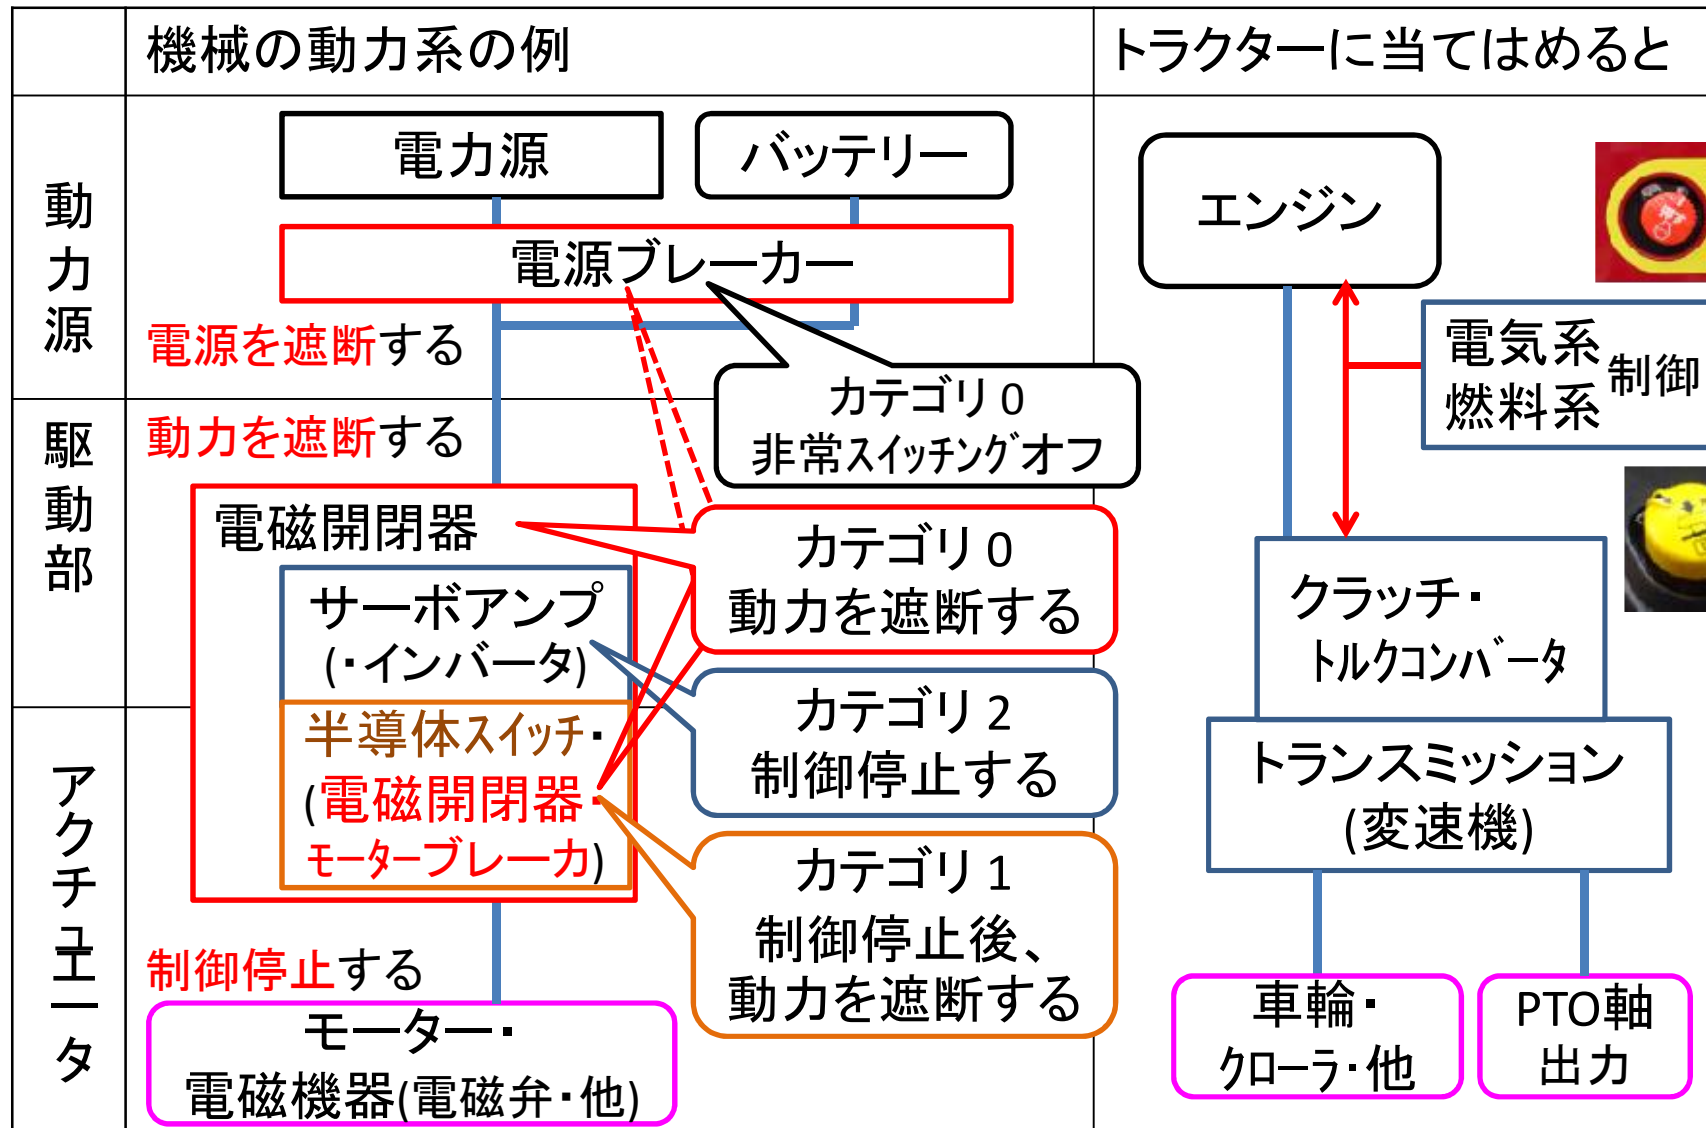 機械の動力系の例
トラクターに当てはめると
動力源
電力源
バッテリー
電源ブレーカー
電源を遮断する
カテゴリ0
非常スイッチングオフ
駆動部
動力を遮断する
電磁開閉器
サーボアンプ
(・インバータ)
カテゴリ0
動力を遮断する
カテゴリ2
制御停止する
アクチュエータ
半導体スイッチ・
(電磁開閉器・
モーターブレーカ)
カテゴリ1
制御停止後、
動力を遮断する
制御停止する
モーター・
電磁機器(電磁弁・他)
エンジン
電気系
燃料系
制御
クラッチ・
トルクコンバータ
トランスミッション
(変速機)
車輪・
クローラ・他
PTO軸
出力